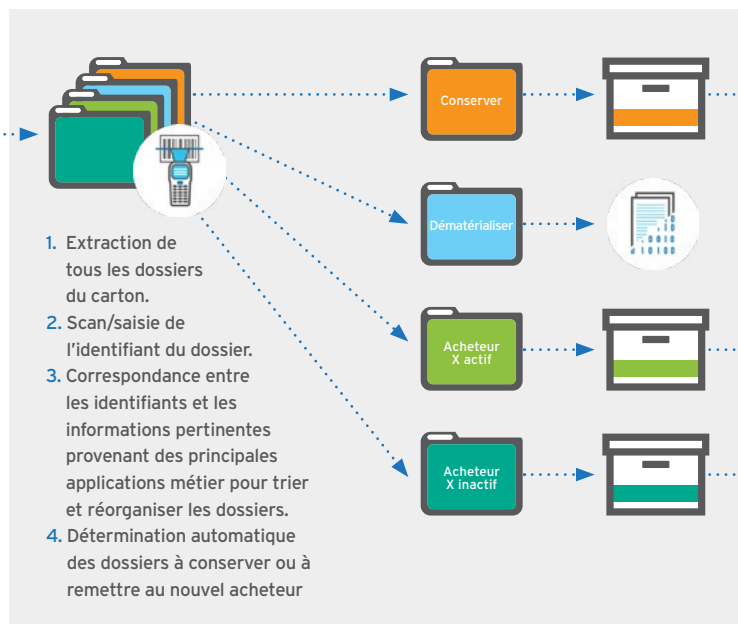 Conserver
Dématérialiser
Acheteur
X actif
Acheteur
X inactif
1. Extraction de
tous les dossiers
du carton.
2. Scan/saisie de
l'identifiant du dossier.
3. Correspondance entre
les identifiants et les
informations pertinentes
provenant des principales
applications métier pour trier
et réorganiser les dossiers.
4. Détermination automatique
des dossiers à conserver ou à
remettre au nouvel acheteur